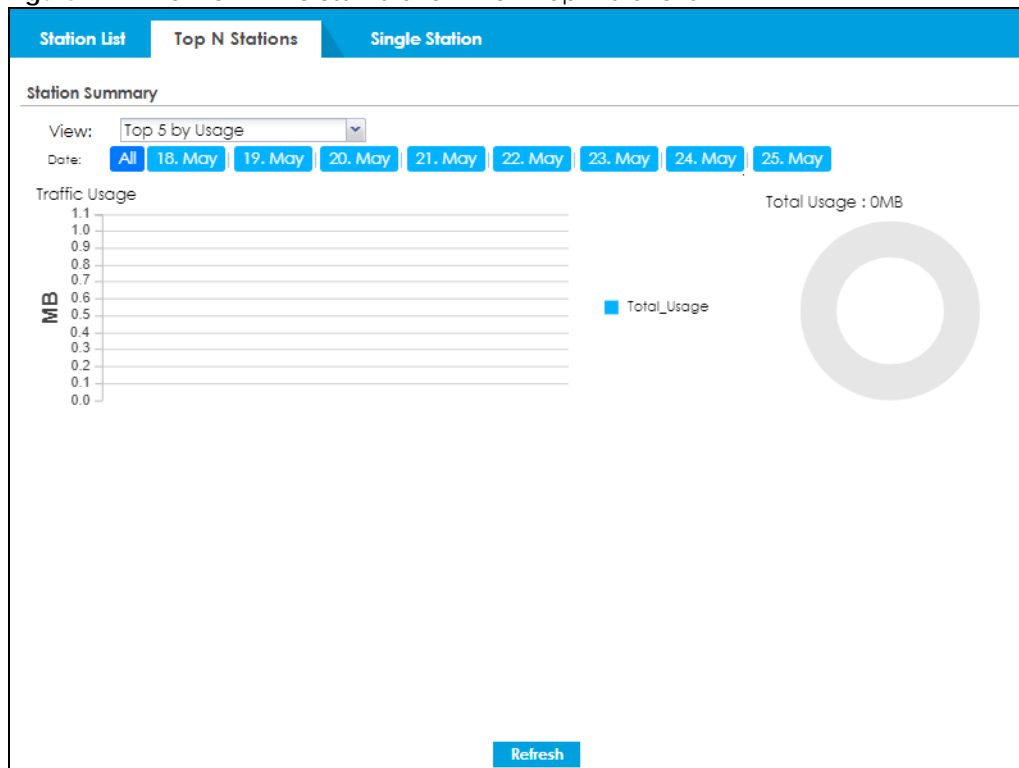 Station List Top N Stations Single Station
Station Summary
View: Top 5 by Usage
Date: All 18. May 19. May 20. May 21. May 22. May 23. May 24. May 25. May
Traffic Usage
Total Usage : 0MB
1.1
1.0
0.9
0.8
0.7
0.6
0.5
0.4
0.3
0.2
0.1
0.0
MB
Total_Usage
Refresh